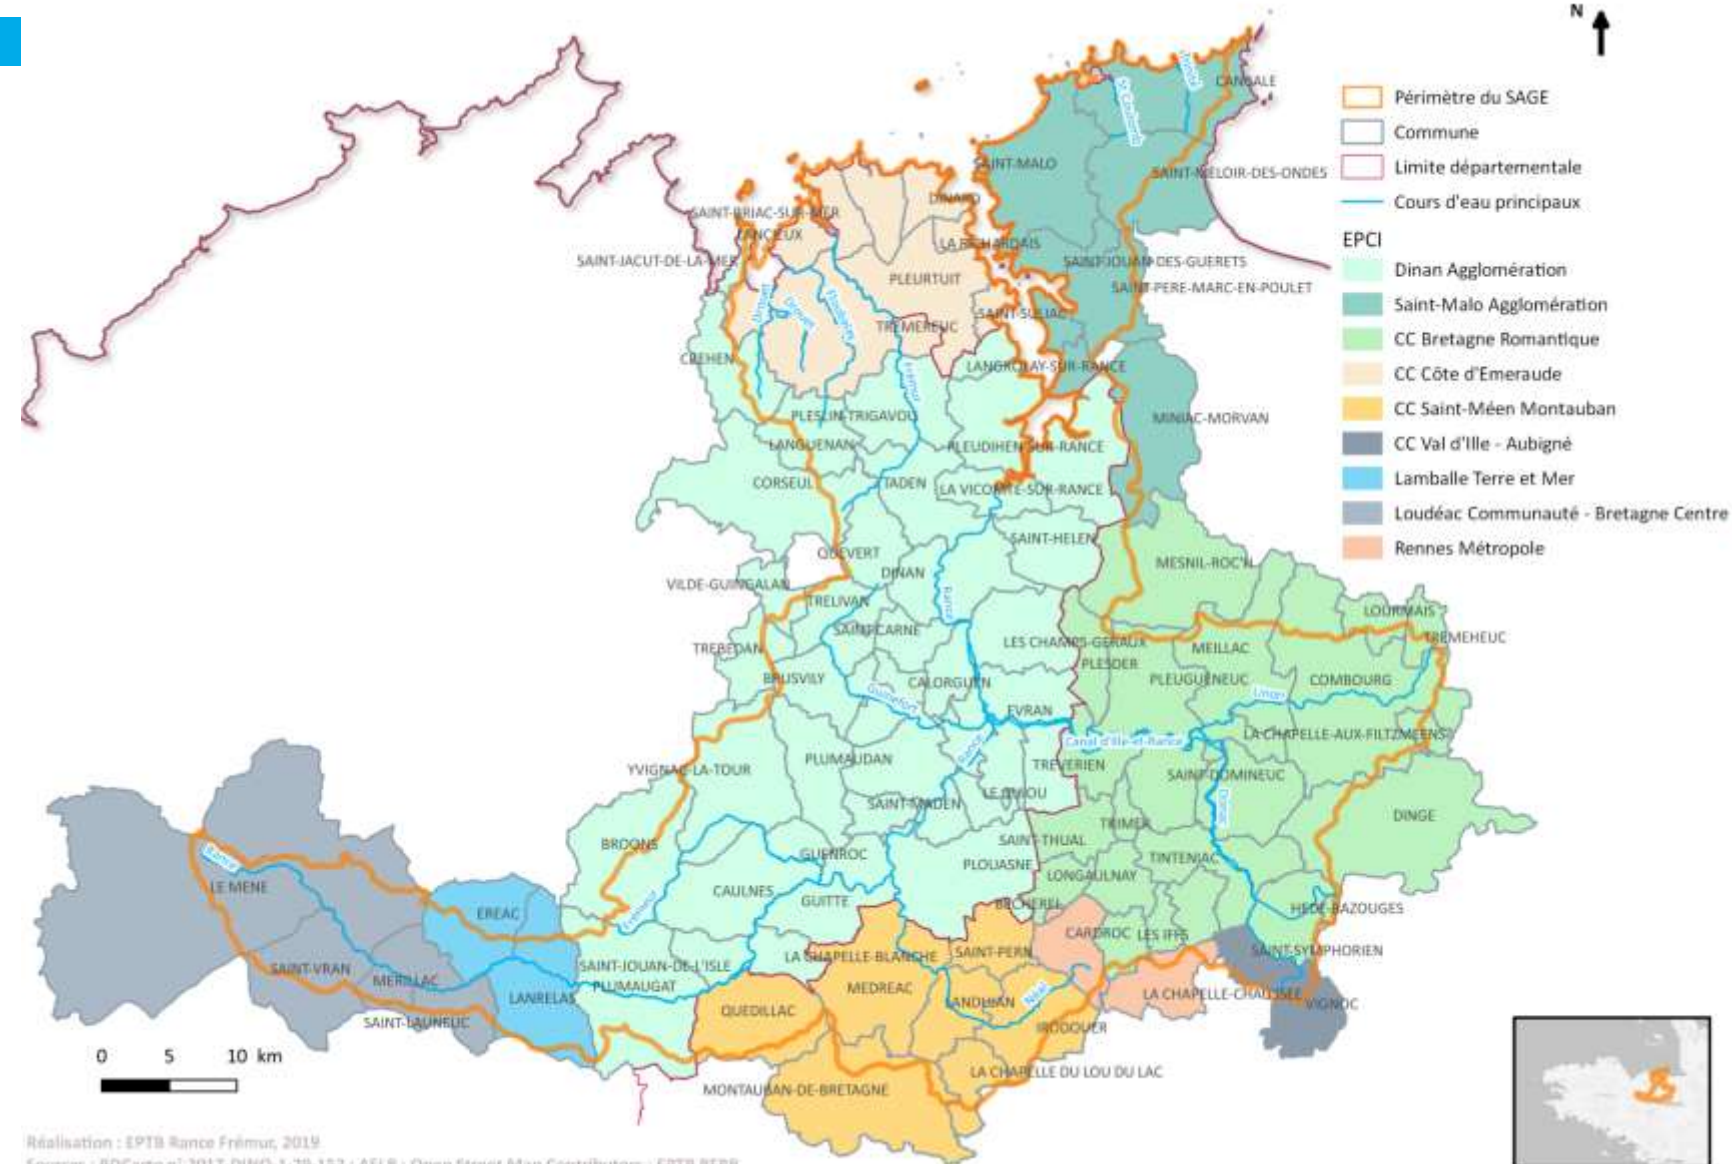 N
Périmètre du SAGE
Commune
Limite départementale
Cours d'eau principaux
EPCI
Dinan Agglomération
Saint-Malo Agglomération
CC Bretagne Romantique
CC Côte d'Emeraude
CC Saint-Méen Montauban
CC Val d'Ille - Aubigné
Lamballe Terre et Mer
Loudéac Communauté - Bretagne Centre
Rennes Métropole
CANCALE
SAINT-MALO
SAINT-MELOIR-DES-ONDES
DINARD
SAINT-BRIAC-SUR-MER
LANCIEUX
LA RICHARDAIS
SAINT-JACUT-DE-LA-MER
SAINT-JOUAN-DES-GUERETS
PLEURTUIT
SAINT-PERE-MARC-EN-POULET
SAINT-SULIAC
TREMEREUC
Floubalay
CREHEN
LANGROLAY-SUR-RANCE
Frémur
PLESLIN-TRIGAVOU
MINIAC-MORVAN
LANGUENAN
PLEUDIHEN-SUR-RANCE
CORSEUL
TADEN
LA VICOMTE-SUR-RANCE
SAINT-HELEN
QUEVERT
MESNIL-ROC'H
DINAN
VILDE-GUINGALAN
TRELIVAN
Rance
LOURMAIS
SAINT-CARNE
TREMEHEUC
LES CHAMPS-GERAUX
TREBEDAN
MEILLAC
PLESDER
BRUSVILY
CALORGUEN
PLEUGUENEUC
COMBOURG
Guinefort
Linon
EVRAN
LA CHAPELLE-AUX-FILTZMEENS
Canal d'Ille-et-Rance
Rance
PLUMAUDAN
YVIGNAC-LA-TOUR
TREVERIEN
SAINT-DOMINEUC
LE QUIOU
SAINT-MADEN
Donac
DINGE
TRIMER
BROONS
SAINT-THUAL
GUENROC
TINTENIAC
Rance
PLOUASNE
LONGAULNAY
LE MENE
CAULNES
GUITTE
BECHEREL
HEDE-BAZOUGES
EREAC
Frémeur
CARDROC
LES IFFS
SAINT-SYMPHORIEN
LA CHAPELLE-BLANCHE
SAINT-PERN
SAINT-JOUAN-DE-L'ISLE
SAINT-VRAN
MERILLAC
PLUMAUGAT
MEDREAC
Néal
LA CHAPELLE-CHAUSSEE
LANRELAS
LANDUJAN
VIGNOC
QUEDILLAC
SAINT-LAUNEUC
IRODOUER
LA CHAPELLE DU LOU DU LAC
MONTAUBAN-DE-BRETAGNE
0 5 10 km
Réalisation : EPTB Rance Frémur, 2019